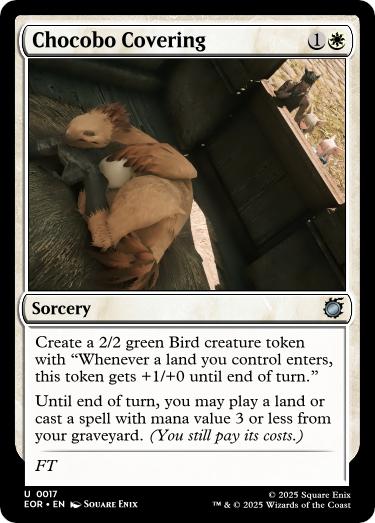 Chocobo Covering 1
Sorcery
Create a 2/2 green Bird creature token
with “Whenever a land you control enters,
this token gets +1/+0 until end of turn.”
Until end of turn, you may play a land or
cast a spell with mana value 3 or less from
your graveyard. (You still pay its costs.)
FT
U 0017
EOR • EN SQUARE ENIX
© 2025 Square Enix
™ & © 2025 Wizards of the Coast